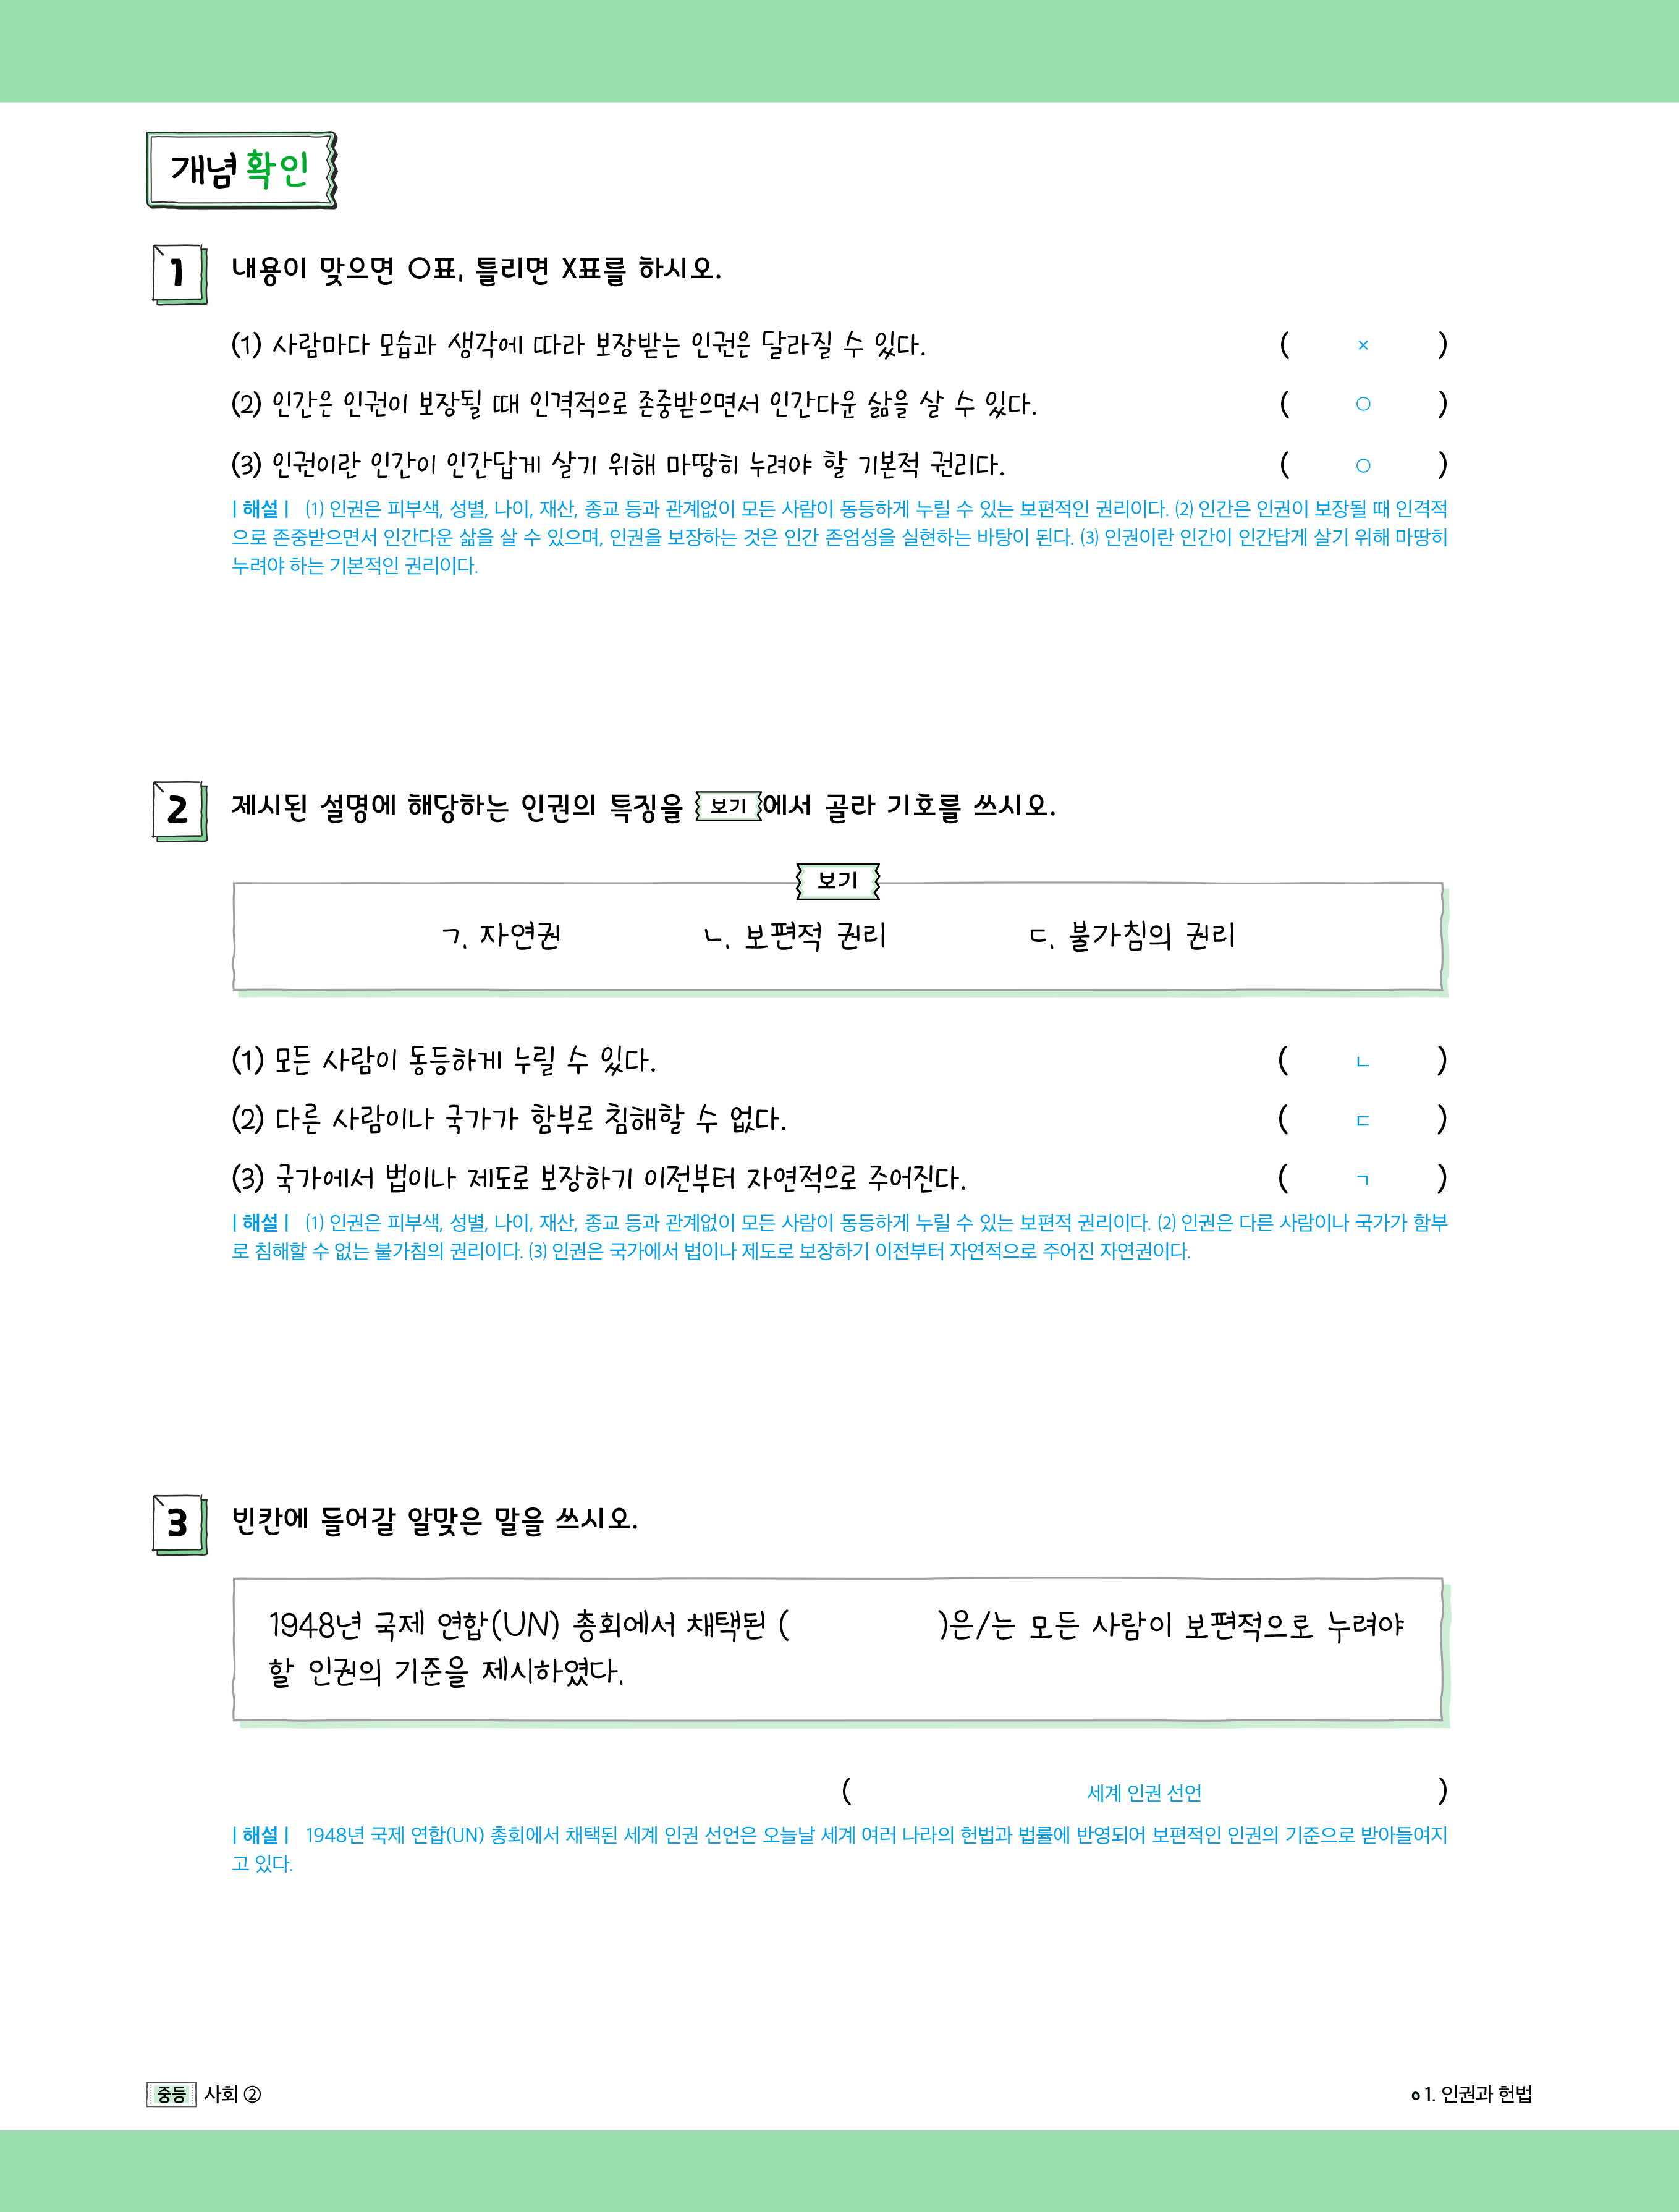 개념 확인
1 내용이 맞으면 ○표, 틀리면 X표를 하시오.
(1) 사람마다 모습과 생각에 따라 보장받는 인권은 달라질 수 있다. ( × )
(2) 인간은 인권이 보장될 때 인격적으로 존중받으면서 인간다운 삶을 살 수 있다. ( ○ )
(3) 인권이란 인간이 인간답게 살기 위해 마땅히 누려야 할 기본적 권리다. ( ○ )
| 해설 | (1) 인권은 피부색, 성별, 나이, 재산, 종교 등과 관계없이 모든 사람이 동등하게 누릴 수 있는 보편적인 권리이다. (2) 인간은 인권이 보장될 때 인격적
으로 존중받으면서 인간다운 삶을 살 수 있으며, 인권을 보장하는 것은 인간 존엄성을 실현하는 바탕이 된다. (3) 인권이란 인간이 인간답게 살기 위해 마땅히
누려야 하는 기본적인 권리이다.
2 제시된 설명에 해당하는 인권의 특징을 보기에서 골라 기호를 쓰시오.
보기
ㄱ. 자연권 ㄴ. 보편적 권리 ㄷ. 불가침의 권리
(1) 모든 사람이 동등하게 누릴 수 있다. ( ㄴ )
(2) 다른 사람이나 국가가 함부로 침해할 수 없다. ( ㄷ )
(3) 국가에서 법이나 제도로 보장하기 이전부터 자연적으로 주어진다. ( ㄱ )
| 해설 | (1) 인권은 피부색, 성별, 나이, 재산, 종교 등과 관계없이 모든 사람이 동등하게 누릴 수 있는 보편적 권리이다. (2) 인권은 다른 사람이나 국가가 함부
로 침해할 수 없는 불가침의 권리이다. (3) 인권은 국가에서 법이나 제도로 보장하기 이전부터 자연적으로 주어진 자연권이다.
3 빈칸에 들어갈 알맞은 말을 쓰시오.
1948년 국제 연합(UN) 총회에서 채택된 ( )은/는 모든 사람이 보편적으로 누려야
할 인권의 기준을 제시하였다.
( 세계 인권 선언 )
| 해설 | 1948년 국제 연합(UN) 총회에서 채택된 세계 인권 선언은 오늘날 세계 여러 나라의 헌법과 법률에 반영되어 보편적인 인권의 기준으로 받아들여지
고 있다.
중등 사회 ② 1. 인권과 헌법